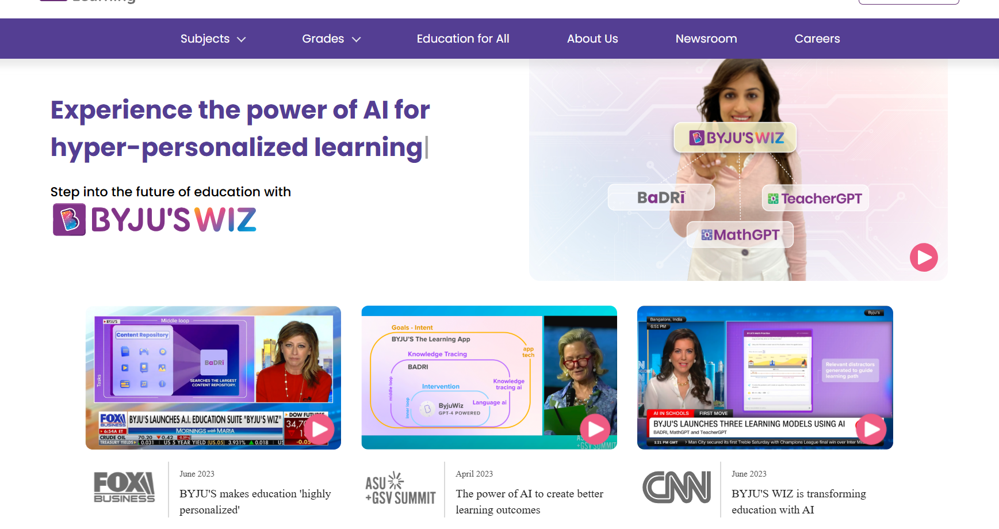 Learning
Subjects
Grades
Education for All
About Us
Newsroom
Careers
Experience the power of AI for
hyper-personalized learning
Step into the future of education with
BYJU'S WIZ
BYJU'S WIZ
BaDRi
TeacherGPT
MathGPT
BYJU'S
Middle loop
Content Repository
BaDRi
Tasks
SEARCHES THE LARGEST
CONTENT REPOSITORY.
FOX
BUSINESS
6:54A ET
BYJU'S LAUNCHES A.I. EDUCATION SUITE "BYJU'S WIZ"
MORNINGS with MARIA
DOW FUTURES
34,70
CRUDE OIL 70.20 ▼0.42 -0.59%
TREASURY YIELDS 0.031 US 5 YEAR YIELD (US.05) 3.931% ▲0.018 US
-0.05
Goals - Intent
BYJU'S The Learning App
app
tech
Knowledge Tracing
BADRI
middle loop
Knowledge
tracing ai
Intervention
inner loop
ByjuWiz
GPT-4 POWERED
Language ai
+GSV SUMMIT
Byju's
Bangalore, India
6:51 PM
BYJU'S Math Practice
Relevant distractors
generated to guide
learning path
AI IN SCHOOLS
FIRST MOVE
BYJU'S LAUNCHES THREE LEARNING MODELS USING AI
BADRI, MathGPT and TeacherGPT
1:21 PM GMT › Man City secured its first Treble Saturday with Champions League final win over Inter
FOX
BUSINESS
June 2023
BYJU'S makes education 'highly
personalized'
ASU
+GSV SUMMIT
April 2023
The power of AI to create better
learning outcomes
CNN
June 2023
BYJU'S WIZ is transforming
education with AI